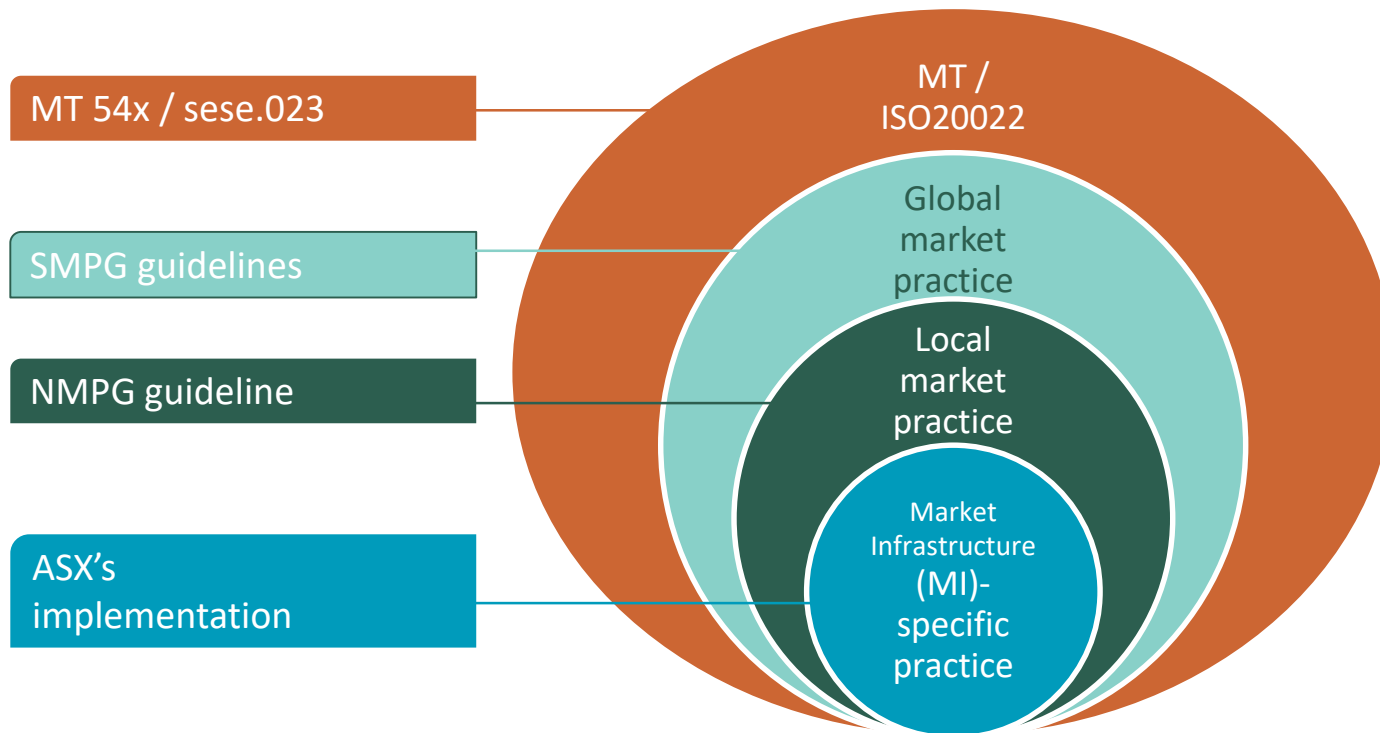 MT 54x / sese.023
SMPG guidelines
NMPG guideline
ASX’s
implementation
MT /
ISO20022
Global
market
practice
Local
market
practice
Market
Infrastructure
(MI)-
specific
practice